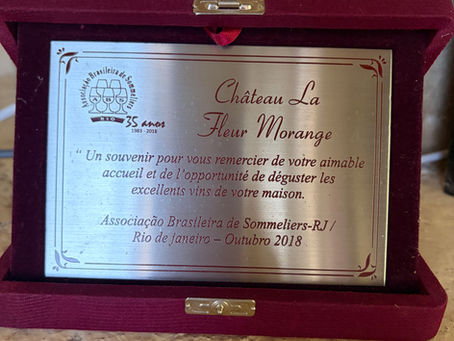 Associação Brasileira de Sommeliers
ABS
RIO
35 anos
1983 - 2018
Château La
Fleur Morange
“ Un souvenir pour vous remercier de votre aimable
accueil et de l'opportunité de déguster les
excellents vins de votre maison.
Associação Brasileira de Sommeliers-RJ /
Rio de janeiro – Outubro 2018